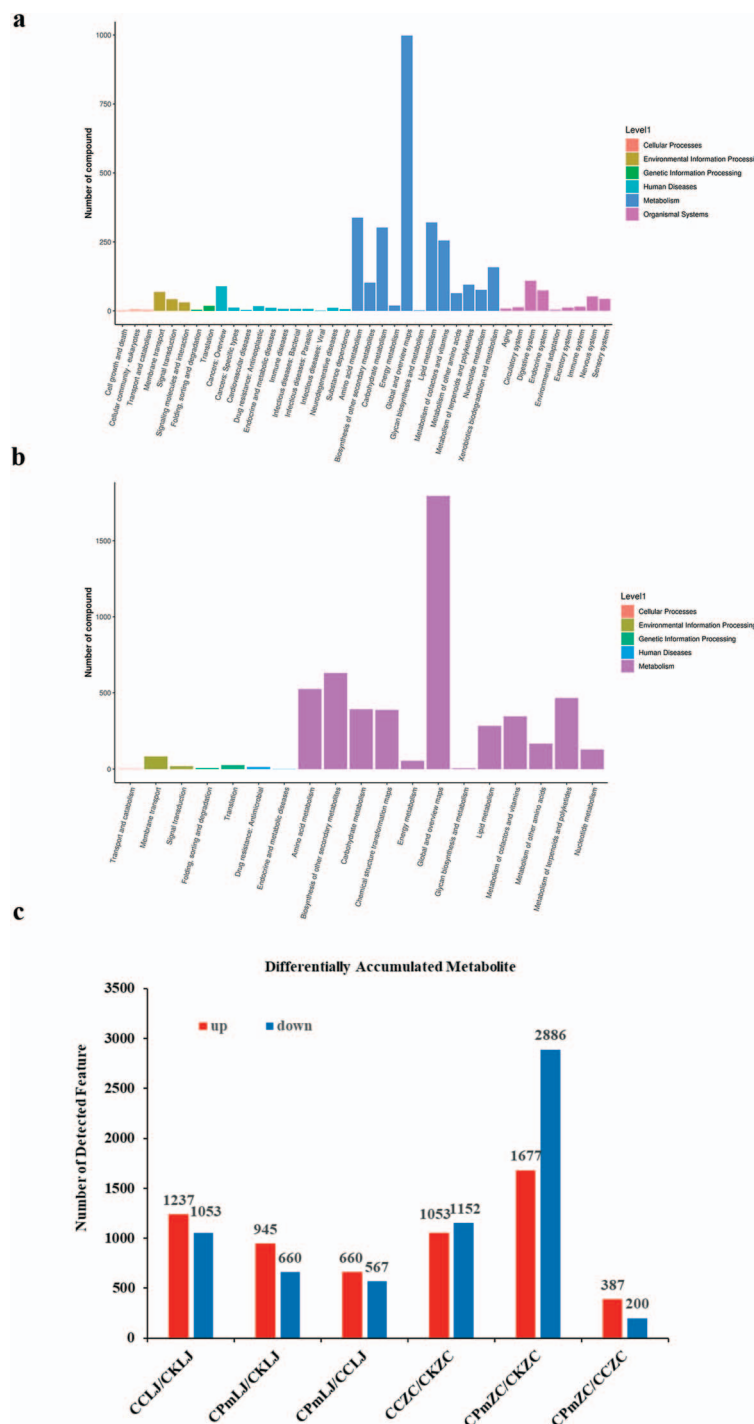 a
1000
750
500
250
0
Number of compound
Level1
Cellular Processes
Environmental Information Processi
Genetic Information Processing
Human Diseases
Metabolism
Organismal Systems
Cell growth and death
Cellular community - eukaryotes
Transport and catabolism
Membrane transport
Signal transduction
Signaling molecules and interaction
Folding, sorting and degradation
Translation
Cancers: Overview
Cancers: Specific types
Cardiovascular diseases
Drug resistance: Antineoplastic
Endocrine and metabolic diseases
Immune diseases
Infectious diseases: Bacterial
Infectious diseases: Parasitic
Infectious diseases: Viral
Neurodegenerative diseases
Substance dependence
Amino acid metabolism
Biosynthesis of other secondary metabolites
Carbohydrate metabolism
Energy metabolism
Global and overview maps
Glycan biosynthesis and metabolism
Lipid metabolism
Metabolism of cofactors and vitamins
Metabolism of other amino acids
Metabolism of terpenoids and polyketides
Nucleotide metabolism
Xenobiotics biodegradation and metabolism
Aging
Circulatory system
Digestive system
Endocrine system
Environmental adaptation
Excretory system
Immune system
Nervous system
Sensory system
b
1500
1000
500
0
Number of compound
Level1
Cellular Processes
Environmental Information Processing
Genetic Information Processing
Human Diseases
Metabolism
Transport and catabolism
Membrane transport
Signal transduction
Folding, sorting and degradation
Translation
Drug resistance: Antimicrobial
Endocrine and metabolic diseases
Amino acid metabolism
Biosynthesis of other secondary metabolites
Carbohydrate metabolism
Chemical structure transformation maps
Energy metabolism
Global and overview maps
Glycan biosynthesis and metabolism
Lipid metabolism
Metabolism of cofactors and vitamins
Metabolism of other amino acids
Metabolism of terpenoids and polyketides
Nucleotide metabolism
c
Differentially Accumulated Metabolite
Number of Detected Feature
3500
3000
2500
2000
1500
1000
500
0
up down
1237 1053
945 660
660 567
1053 1152
1677 2886
387 200
CCLJ/CKLJ
CPmLJ/CKLJ
CPmLJ/CCLJ
CCZC/CKZC
CPmZC/CKZC
CPmZC/CCZC